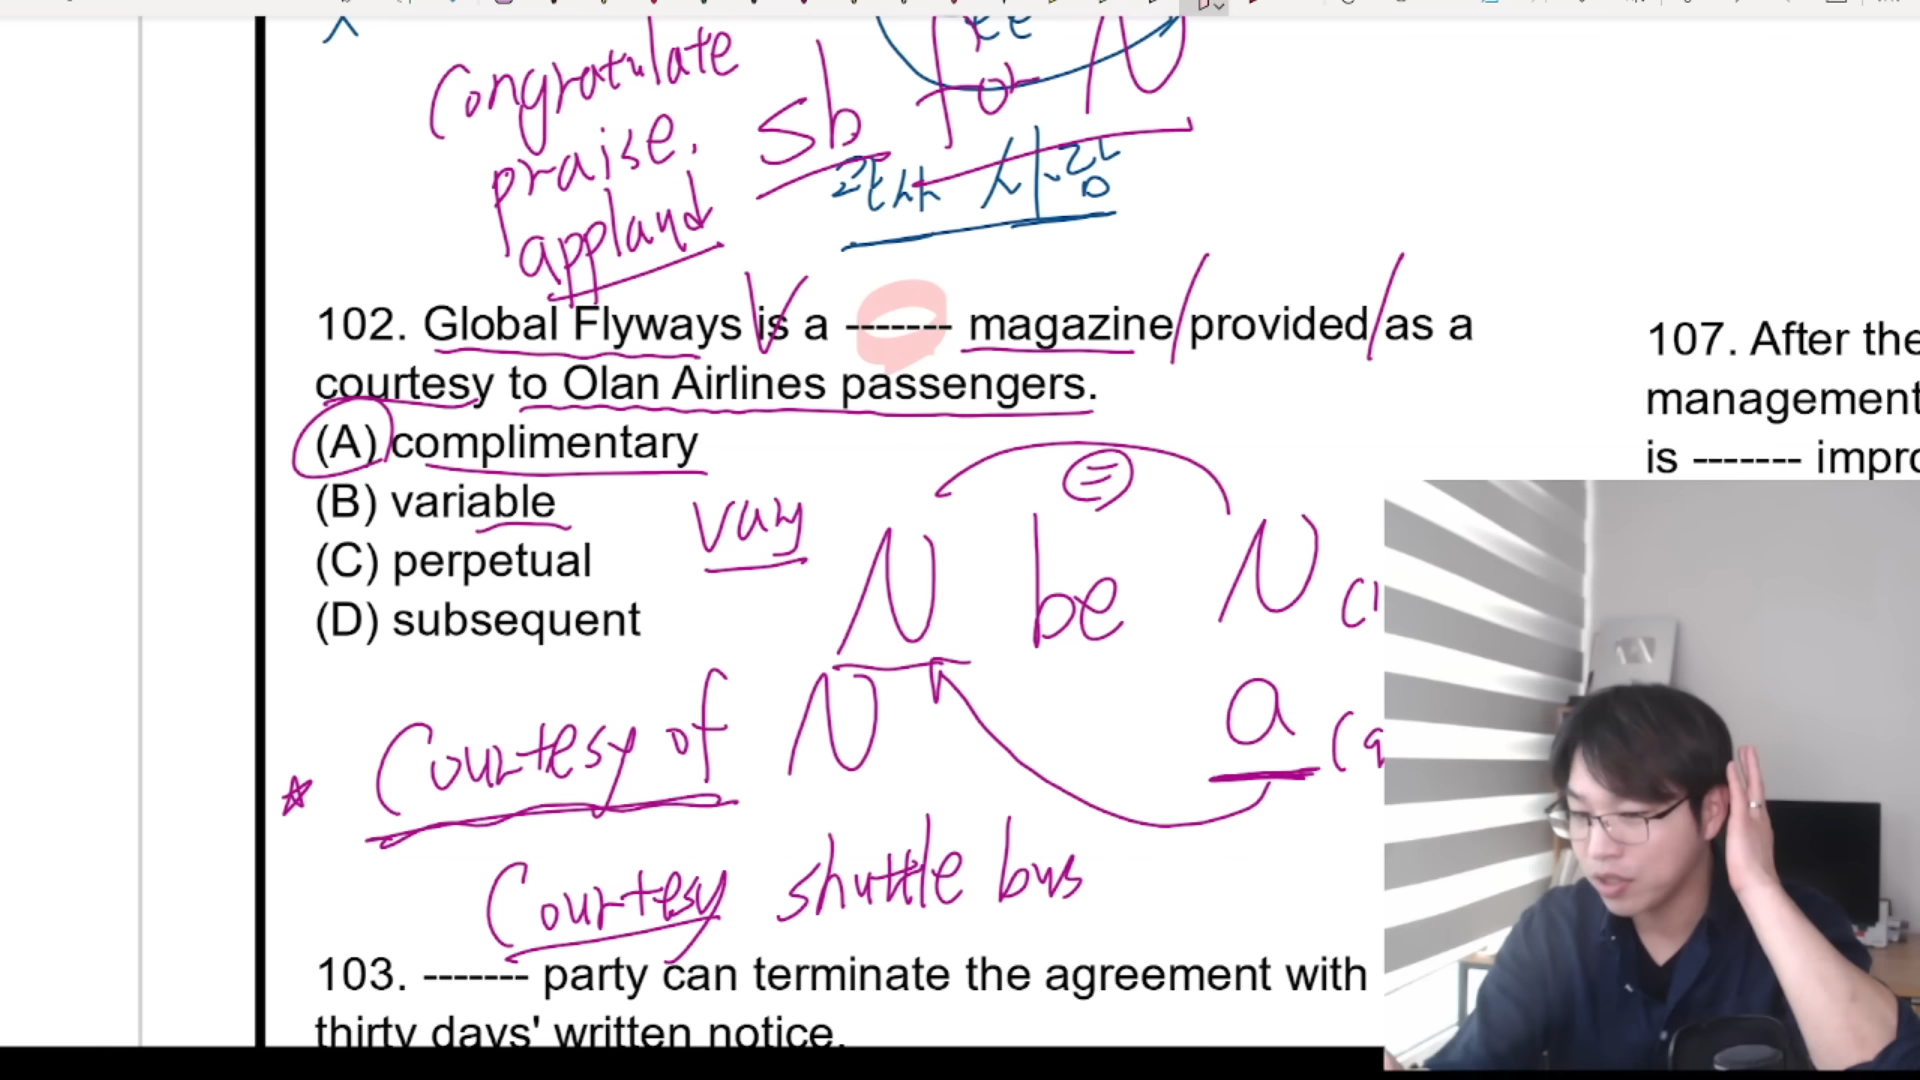 Congratulate
praise,
appland
sb for N
감사 사람
102. Global Flyways is a ------- magazine provided as a
courtesy to Olan Airlines passengers.
(A) complimentary
(B) variable
(C) perpetual
(D) subsequent
vary
N be N
a
Courtesy of N
Courtesy shuttle bus
103. ------- party can terminate the agreement with
thirty days' written notice.
107. After the
management
is ------- impro